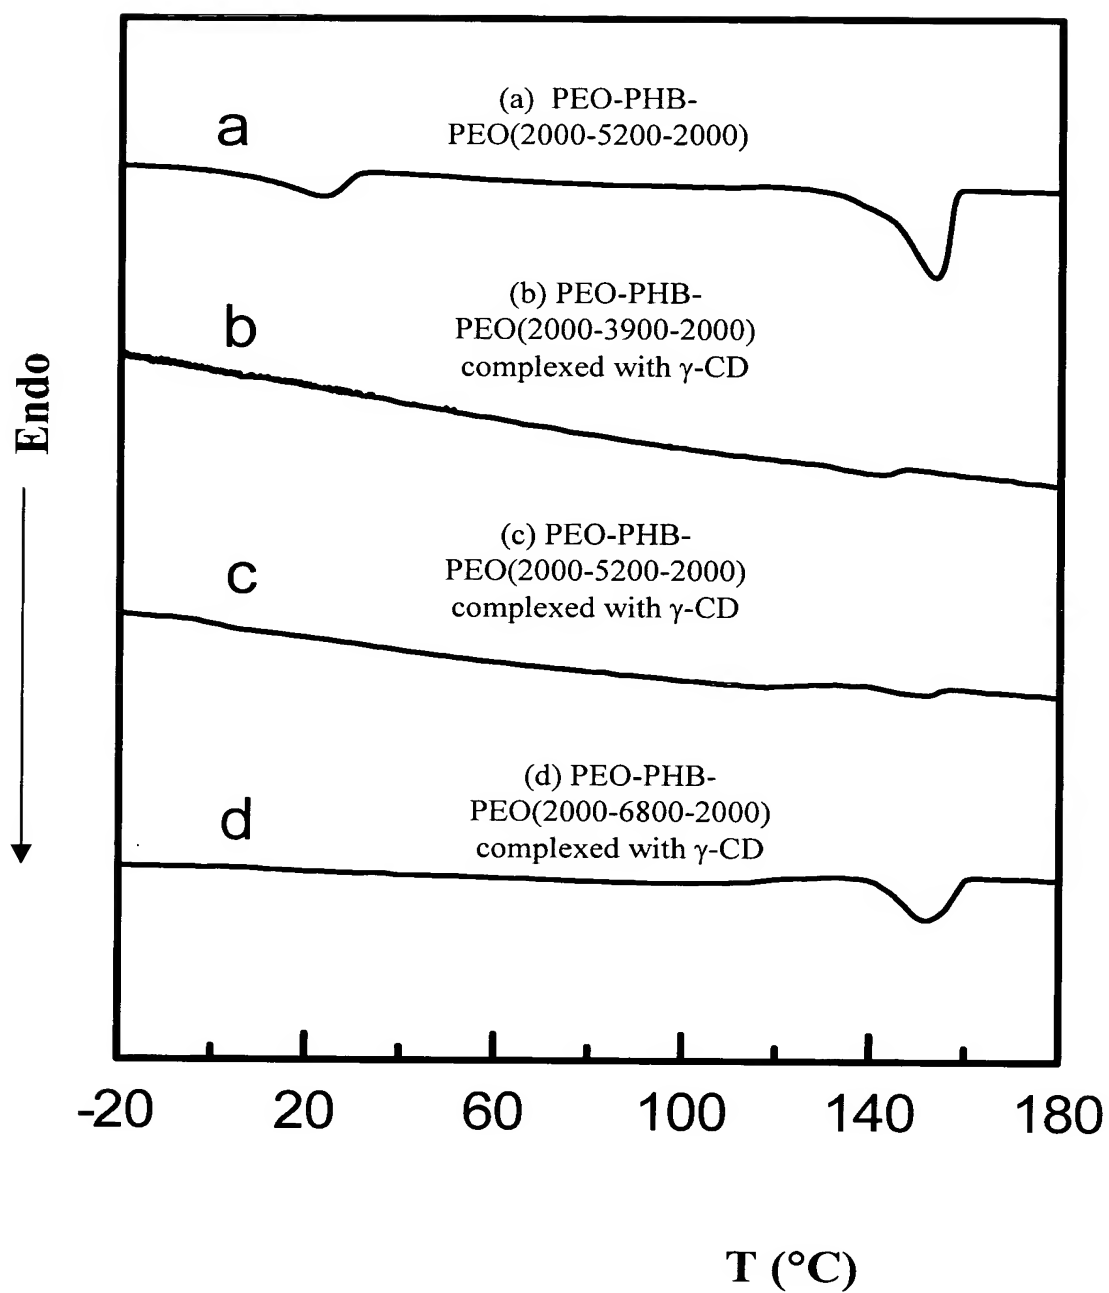 a
(a) PEO-PHB-
PEO(2000-5200-2000)
b
(b) PEO-PHB-
PEO(2000-3900-2000)
complexed with γ-CD
Endo
c
(c) PEO-PHB-
PEO(2000-5200-2000)
complexed with γ-CD
d
(d) PEO-PHB-
PEO(2000-6800-2000)
complexed with γ-CD
-20 20 60 100 140 180
T (°C)